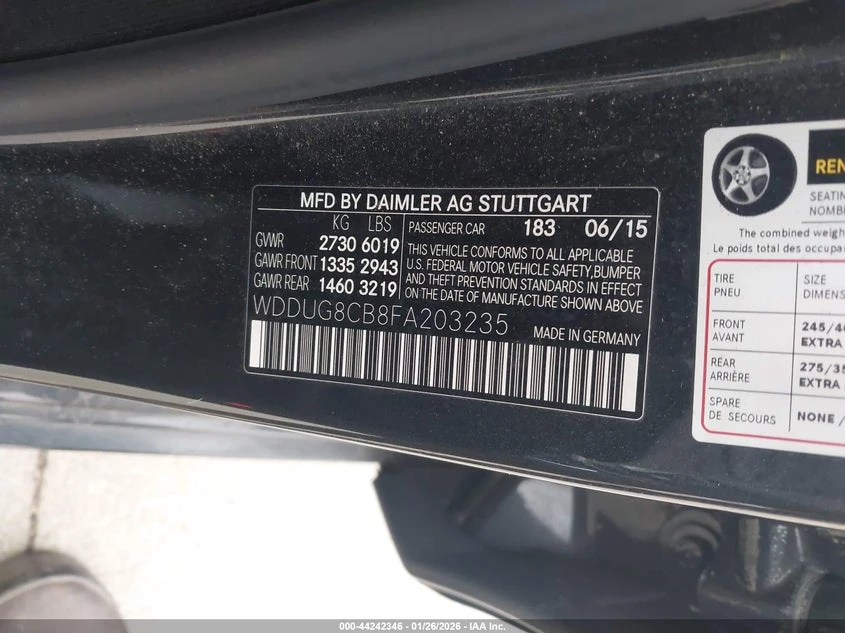 MFD BY DAIMLER AG STUTTGART
KG LBS
GVWR 2730 6019
GAWR FRONT 1335 2943
GAWR REAR 1460 3219
PASSENGER CAR 183 06/15
THIS VEHICLE CONFORMS TO ALL APPLICABLE
U.S. FEDERAL MOTOR VEHICLE SAFETY,BUMPER
AND THEFT PREVENTION STANDARDS IN EFFECT
ON THE DATE OF MANUFACTURE SHOWN ABOVE
WDDUG8CB8FA203235
MADE IN GERMANY
SEATIN
NOMB
The combined weigh
Le poids total des occupa
TIRE SIZE
PNEU DIMENS
FRONT 245/4
AVANT EXTRA
REAR 275/35
ARRIÈRE EXTRA
SPARE NONE /
DE SECOURS
000-44242346 - 01/26/2026 - IAA Inc.